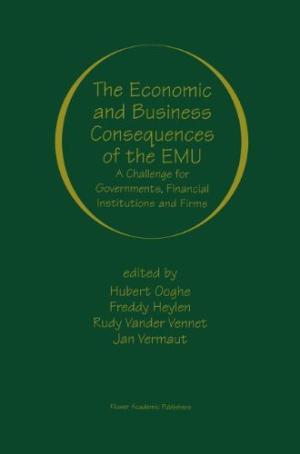 The Economic
and Business
Consequences
of the EMU
A Challenge for
Governments, Financial
Institutions and Firms
edited by
Hubert Ooghe
Freddy Heylen
Rudy Vander Vennet
Jan Vermaut
Kluwer Academic Publishers